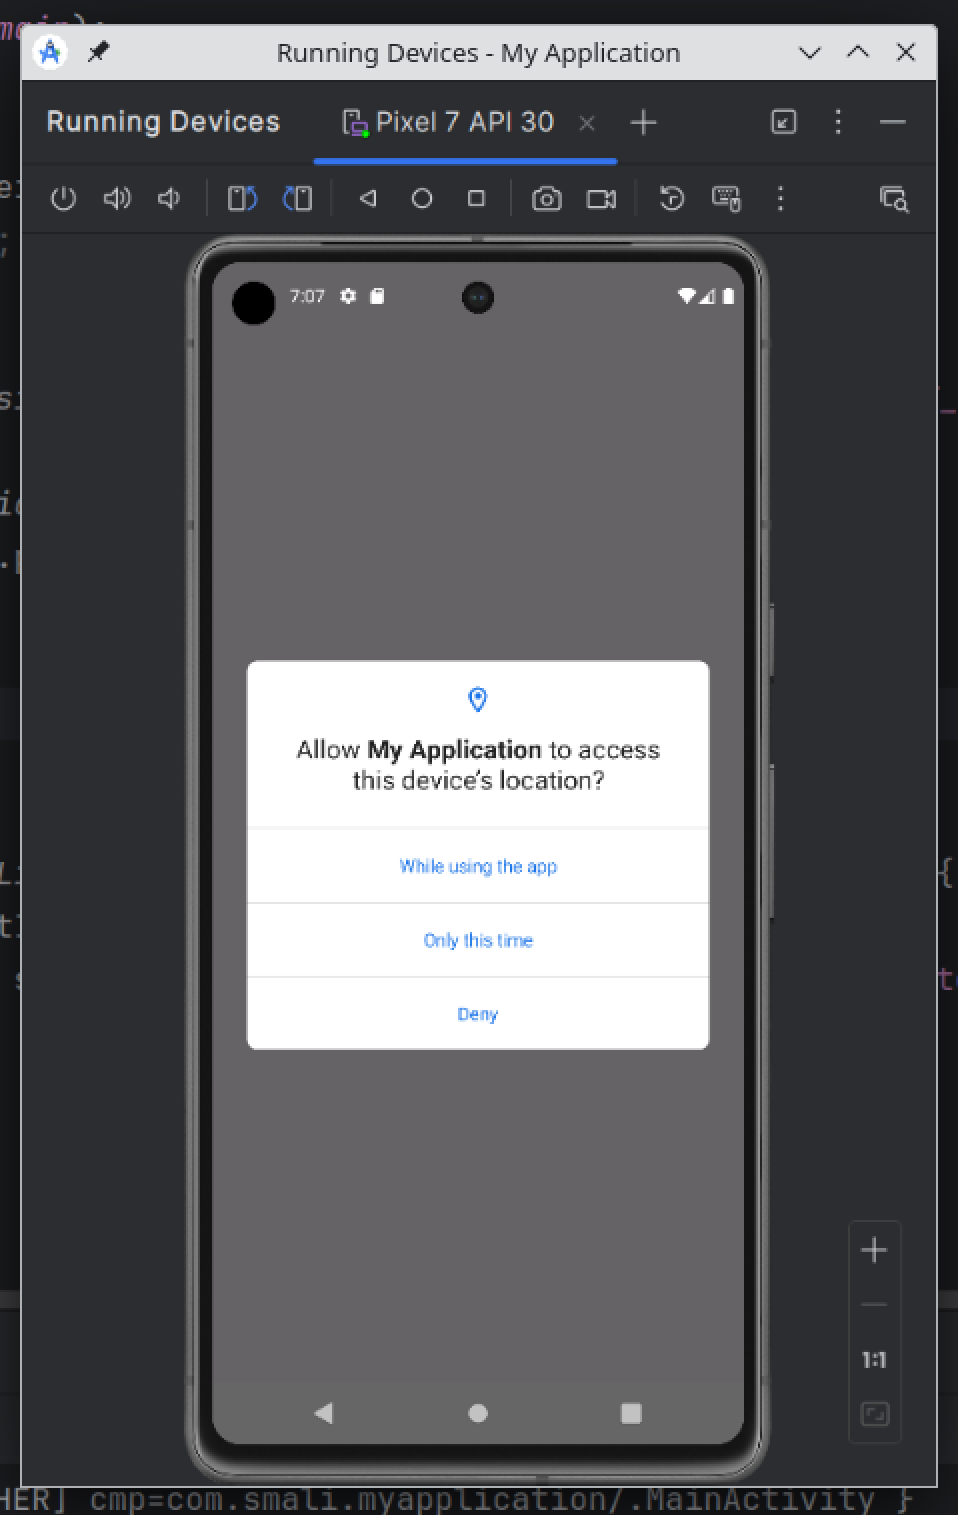 main);
Running Devices - My Application
Running Devices
Pixel 7 API 30
7:07
Allow My Application to access
this device's location?
While using the app
Only this time
Deny
1:1
HER] cmp=com.smali.myapplication/.MainActivity }